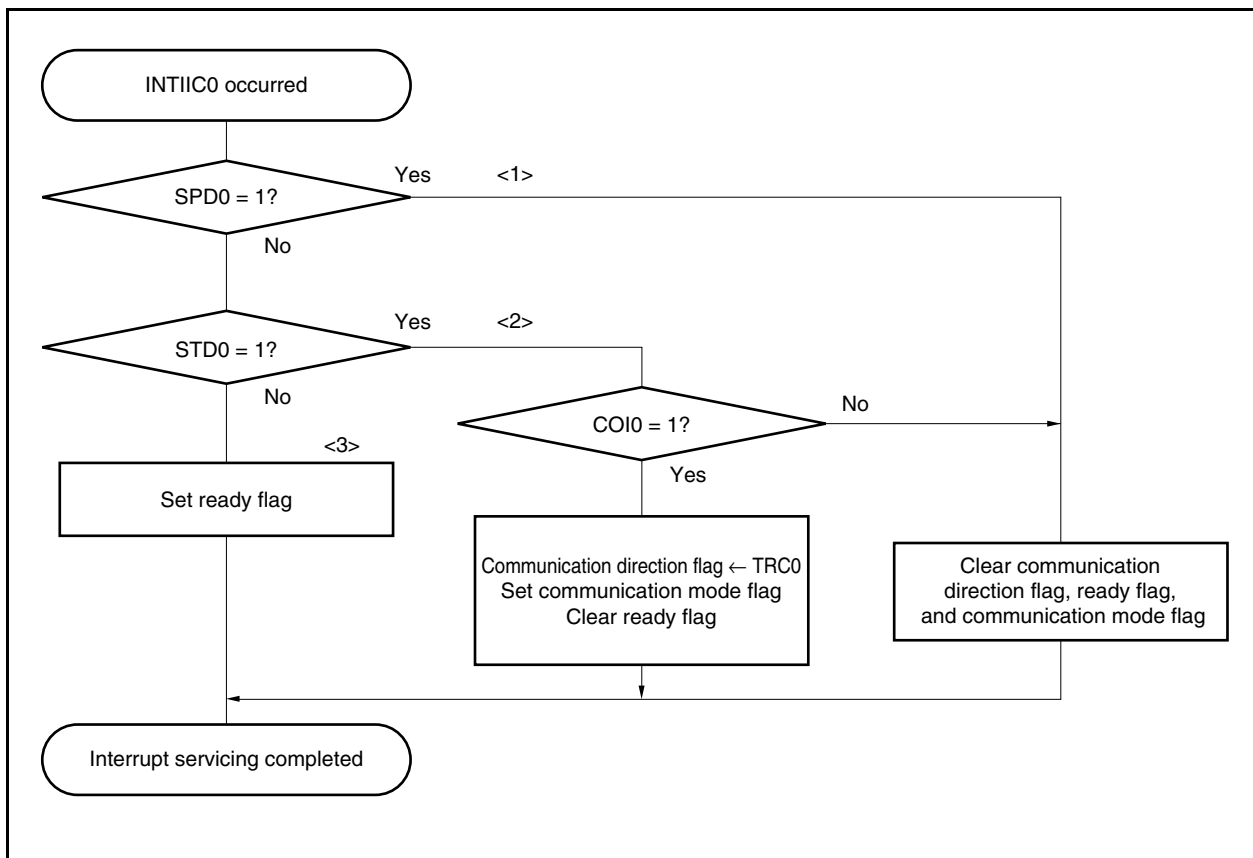 INTIIC0 occurred
Yes
<1>
SPD0 = 1?
No
Yes
<2>
STD0 = 1?
No
No
COI0 = 1?
<3>
Yes
Set ready flag
Communication direction flag ← TRC0
Set communication mode flag
Clear ready flag
Clear communication
direction flag, ready flag,
and communication mode flag
Interrupt servicing completed